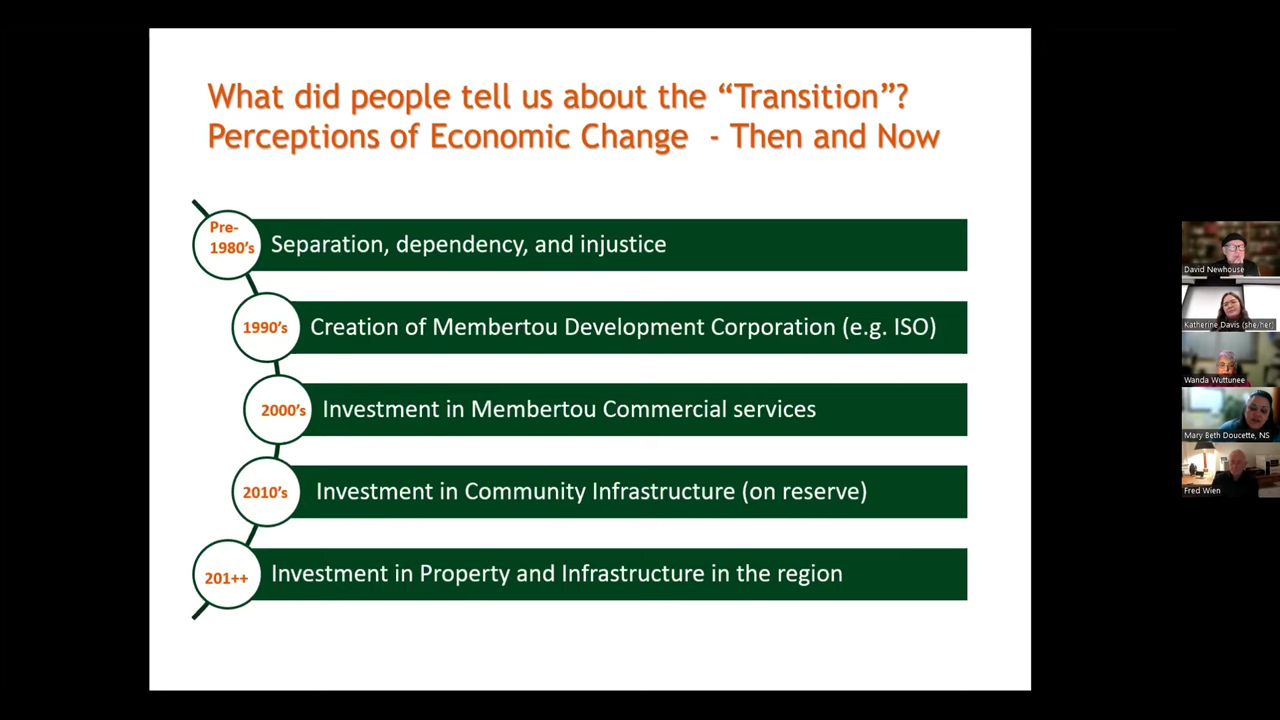 What did people tell us about the “Transition”?
Perceptions of Economic Change - Then and Now
Pre-
1980’s
Separation, dependency, and injustice
1990’s
Creation of Membertou Development Corporation (e.g. ISO)
2000’s
Investment in Membertou Commercial services
2010’s
Investment in Community Infrastructure (on reserve)
201++
Investment in Property and Infrastructure in the region
David Newhouse
Katherine Davis (she/her)
Wanda Wuttunee
Mary Beth Doucette, NS
Fred Wien